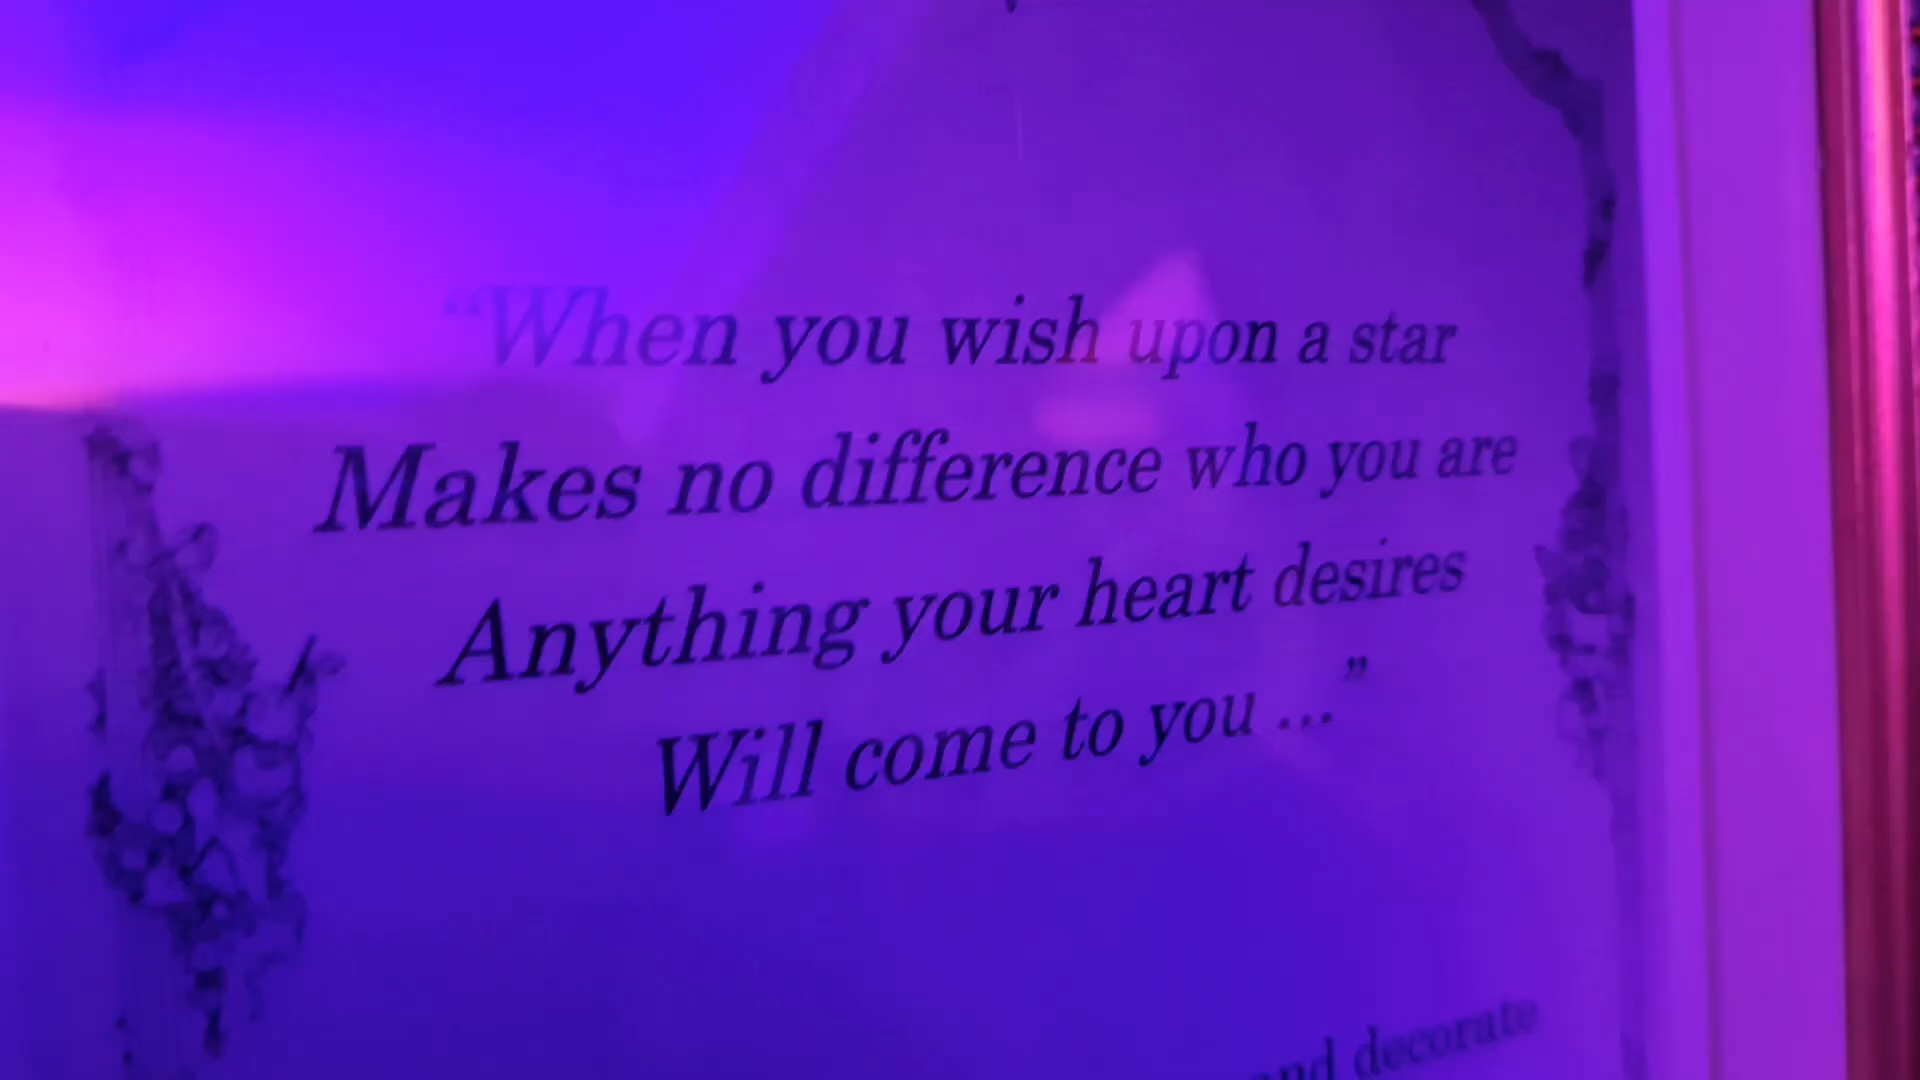 “When you wish upon a star
Makes no difference who you are
Anything your heart desires
Will come to you ...”
and decorate